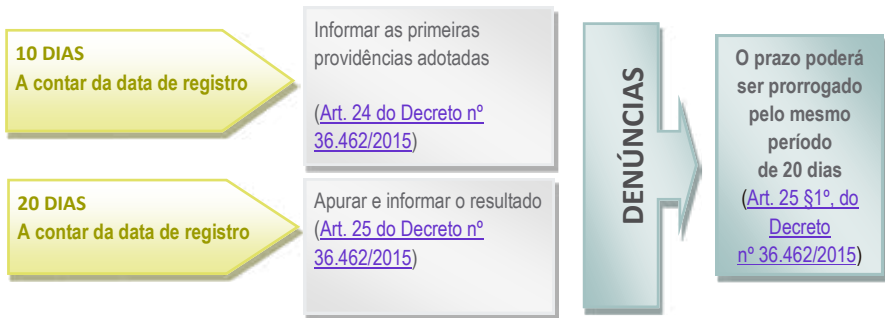 10 DIAS
A contar da data de registro
Informar as primeiras
providências adotadas
(Art. 24 do Decreto nº
36.462/2015)
20 DIAS
A contar da data de registro
Apurar e informar o resultado
(Art. 25 do Decreto nº
36.462/2015)
DENÚNCIAS
O prazo poderá
ser prorrogado
pelo mesmo
período
de 20 dias
(Art. 25 §1º, do
Decreto
nº 36.462/2015)